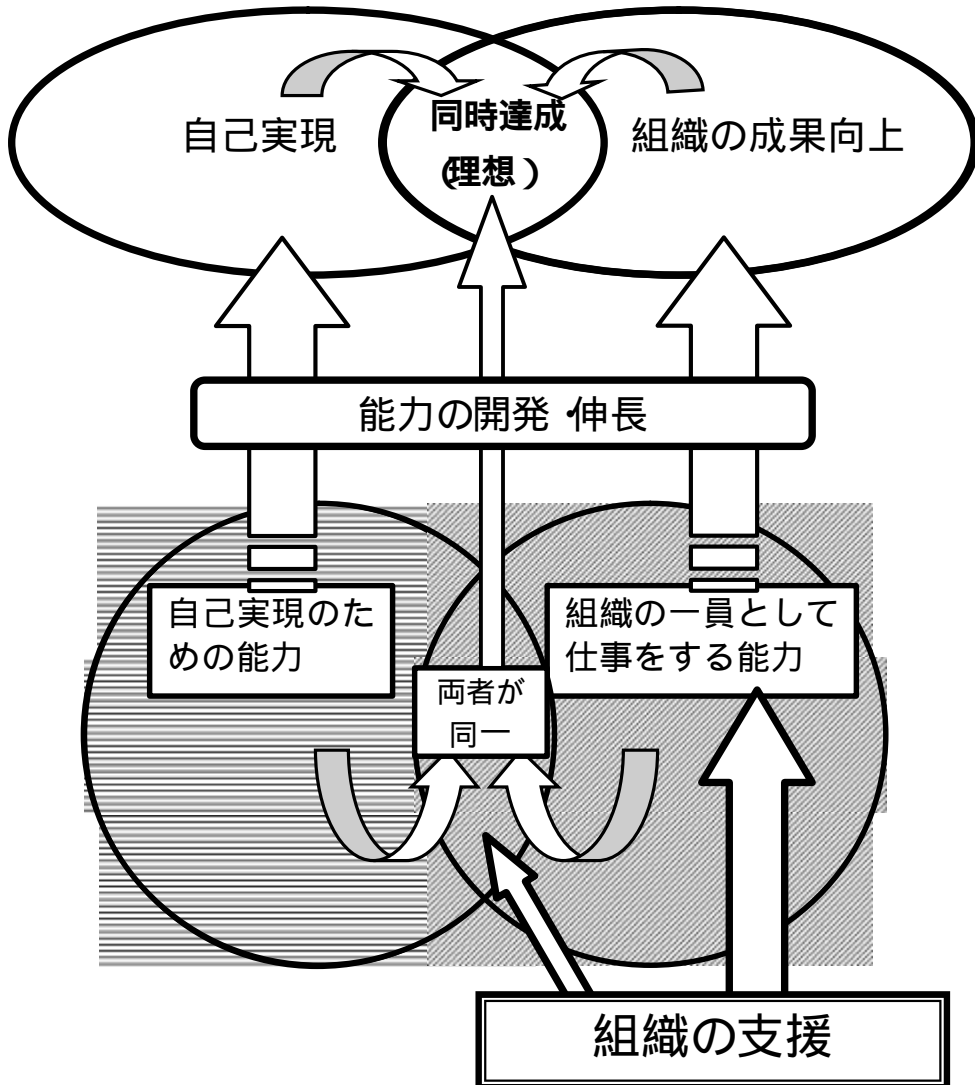 自己実現
同時達成
(理想)
組織の成果向上
能力の開発・伸長
自己実現のた
めの能力
組織の一員として
仕事をする能力
両者が
同一
組織の支援